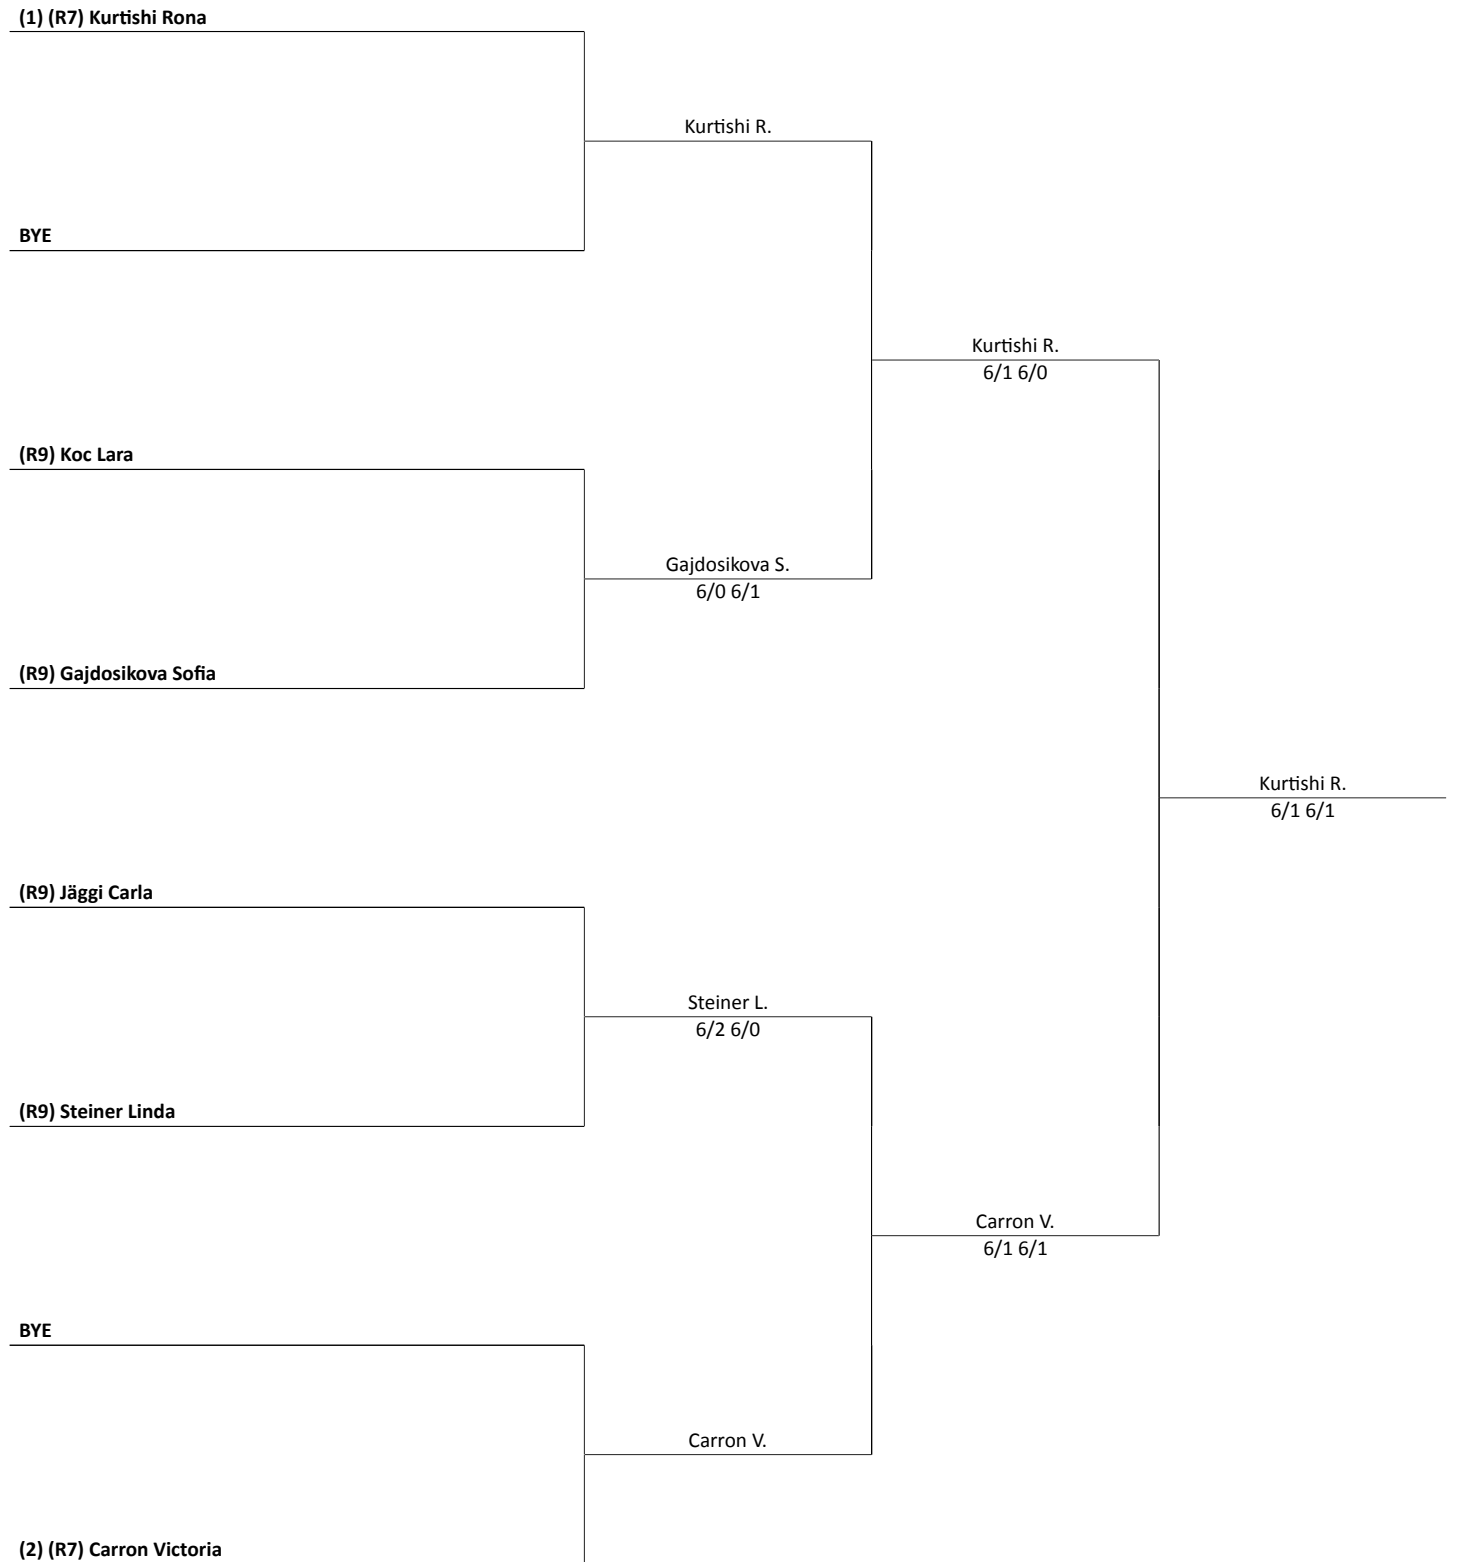 (1) (R7) Kurtishi Rona
Kurtishi R.
BYE
Kurtishi R.
6/1 6/0
(R9) Koc Lara
Gajdosikova S.
6/0 6/1
(R9) Gajdosikova Sofia
Kurtishi R.
6/1 6/1
(R9) Jäggi Carla
Steiner L.
6/2 6/0
(R9) Steiner Linda
Carron V.
6/1 6/1
BYE
Carron V.
(2) (R7) Carron Victoria